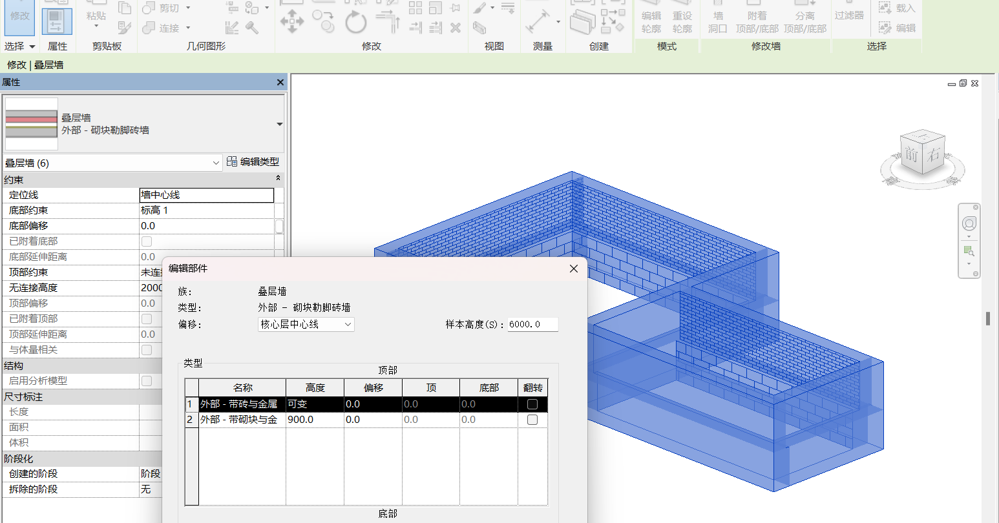 修改
粘贴
剪切
连接
编辑
轮廓
重设
轮廓
墙
洞口
附着
顶部/底部
分离
顶部/底部
过滤器
载入
编辑
选择
属性
剪贴板
几何图形
修改
视图
测量
创建
模式
修改墙
选择
修改 | 叠层墙
属性
叠层墙
外部 - 砌块勒脚砖墙
叠层墙 (6)
编辑类型
约束
定位线 墙中心线
底部约束 标高 1
底部偏移 0.0
已附着底部
底部延伸距离 0.0
顶部约束 未连接
无连接高度 2000
顶部偏移 0.0
已附着顶部
顶部延伸距离 0.0
与体量相关
结构
启用分析模型
尺寸标注
长度
面积
体积
阶段化
创建的阶段 阶段
拆除的阶段 无
前
右
编辑部件
族: 叠层墙
类型: 外部 - 砌块勒脚砖墙
偏移: 核心层中心线
样本高度(S): 6000.0
类型
顶部
名称 高度 偏移 顶 底部 翻转
1 外部 - 带砖与金属 可变 0.0 0.0 0.0
2 外部 - 带砌块与金 900.0 0.0 0.0 0.0
底部